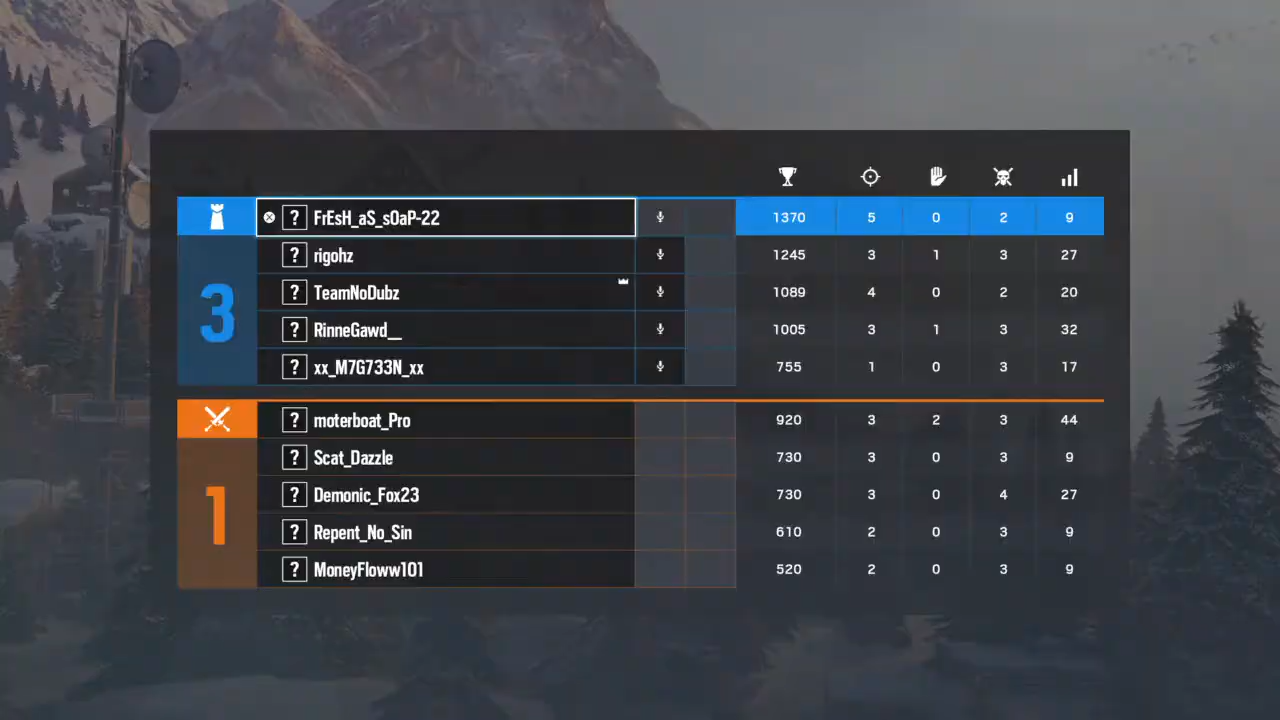 FrEsH_aS_sOaP-22 1370 5 0 2 9
rigohz 1245 3 1 3 27
3
TeamNoDubz 1089 4 0 2 20
RinneGawd__ 1005 3 1 3 32
xx_M7G733N_xx 755 1 0 3 17
moterboat_Pro 920 3 2 3 44
Scat_Dazzle 730 3 0 3 9
1
Demonic_Fox23 730 3 0 4 27
Repent_No_Sin 610 2 0 3 9
MoneyFloww101 520 2 0 3 9